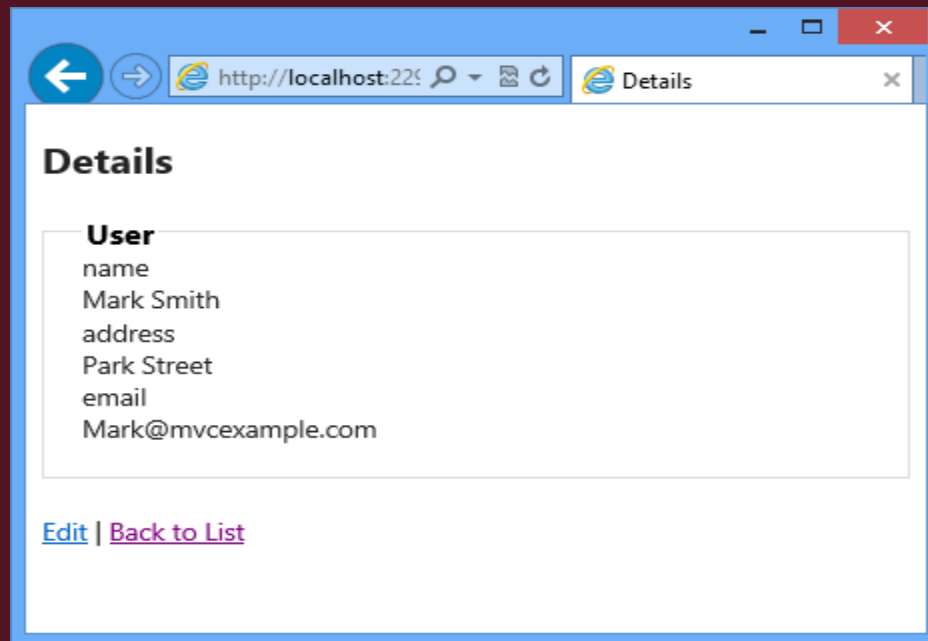 http://localhost:229
Details
Details
User
name
Mark Smith
address
Park Street
email
Mark@mvcexample.com
Edit | Back to List